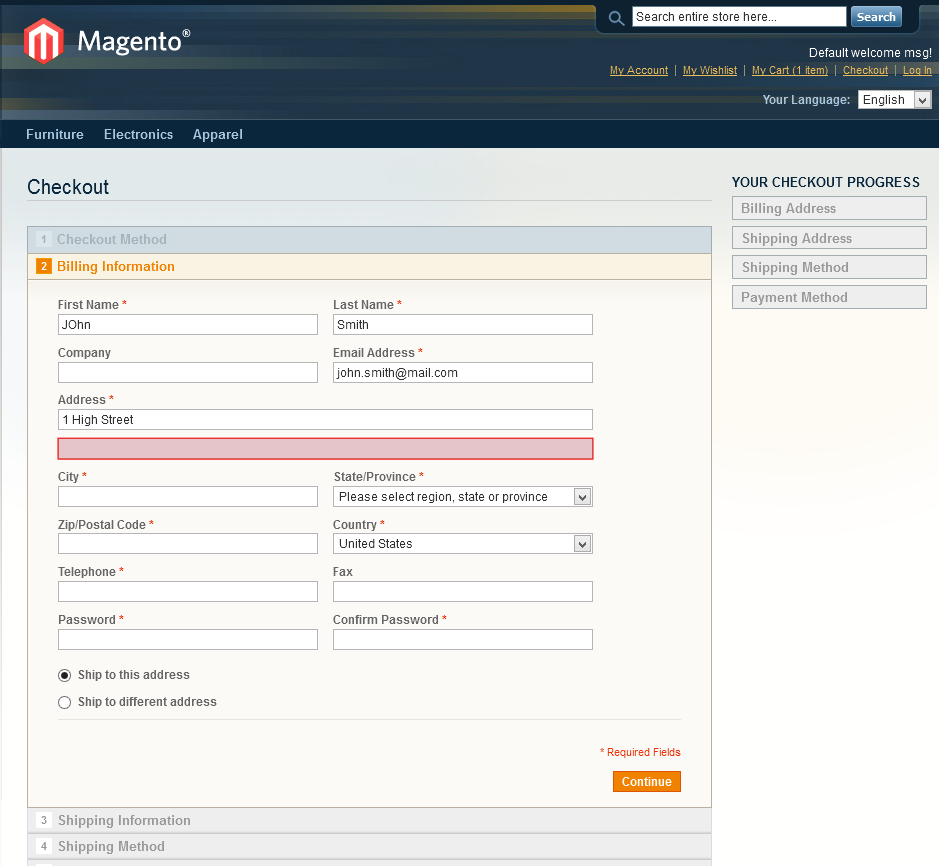 Search entire store here...
Search
Magento®
Default welcome msg!
My Account | My Wishlist | My Cart (1 item) | Checkout | Log In
Your Language: English
Furniture Electronics Apparel
Checkout
1 Checkout Method
2 Billing Information
First Name * Last Name *
JOhn Smith
Company Email Address *
john.smith@mail.com
Address *
1 High Street
City * State/Province *
Please select region, state or province
Zip/Postal Code * Country *
United States
Telephone * Fax
Password * Confirm Password *
Ship to this address
Ship to different address
* Required Fields
Continue
3 Shipping Information
4 Shipping Method
YOUR CHECKOUT PROGRESS
Billing Address
Shipping Address
Shipping Method
Payment Method